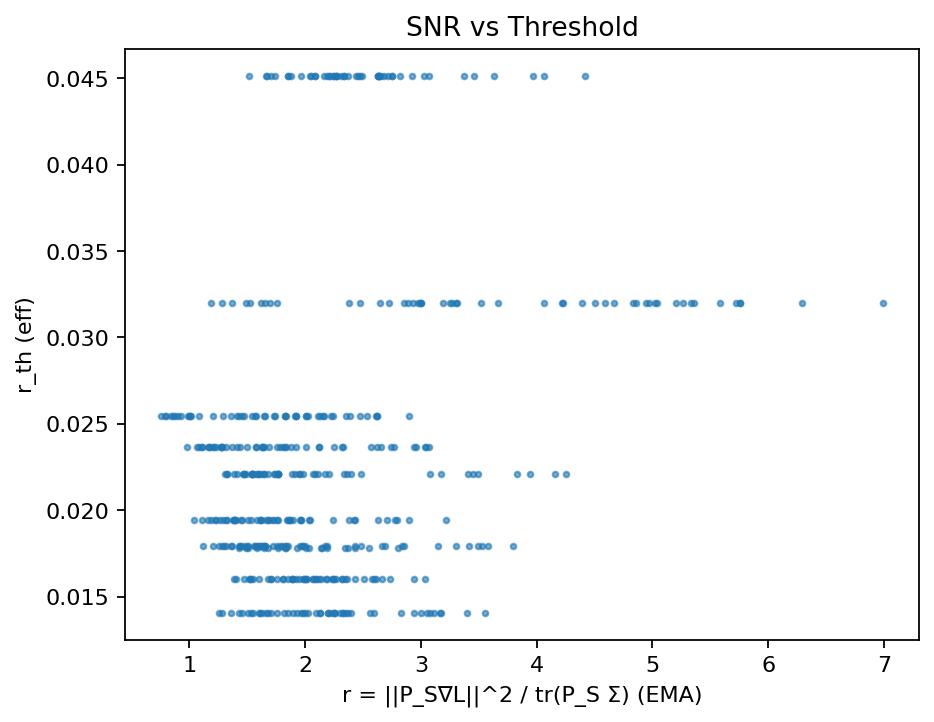 SNR vs Threshold
r_th (eff)
0.045
0.040
0.035
0.030
0.025
0.020
0.015
1 2 3 4 5 6 7
r = ||P_S∇L||^2 / tr(P_S Σ) (EMA)